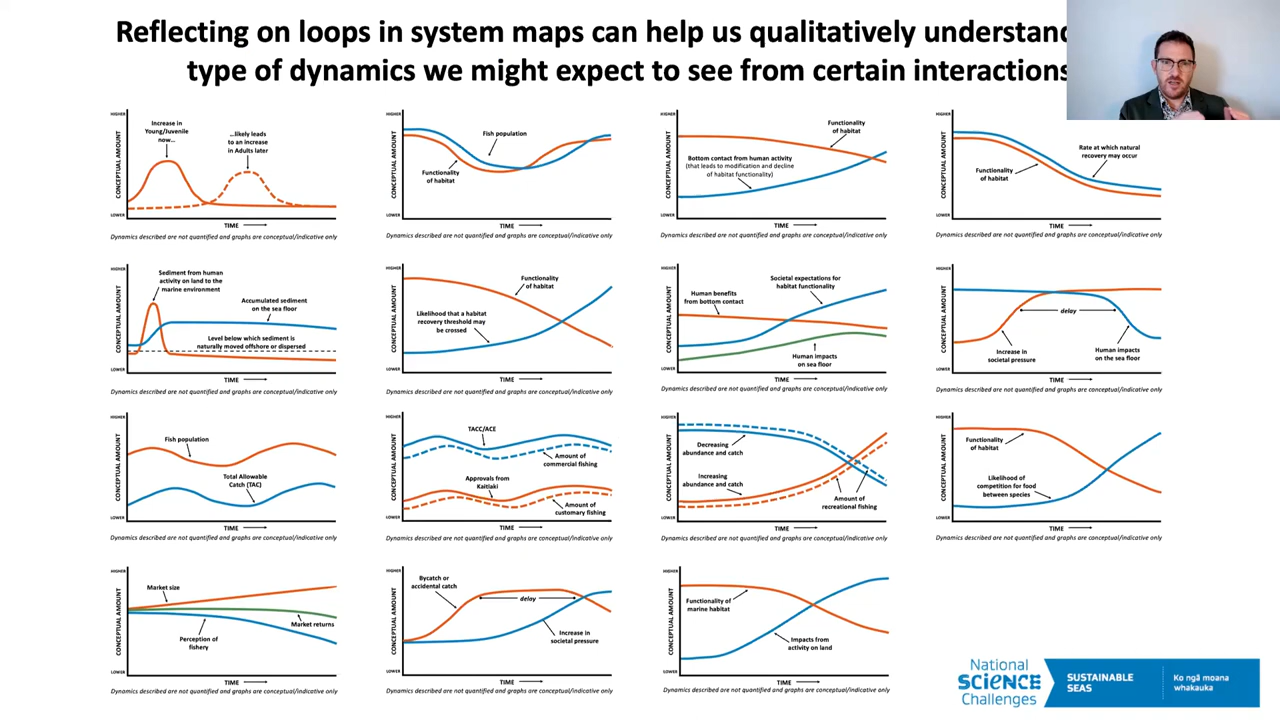 Reflecting on loops in system maps can help us qualitatively understand
type of dynamics we might expect to see from certain interactions
HIGHER
CONCEPTUAL AMOUNT
LOWER
Increase in
Young/Juvenile
now...
...likely leads
to an increase
in Adults later
TIME
Dynamics described are not quantified and graphs are conceptual/indicative only
HIGHER
CONCEPTUAL AMOUNT
LOWER
Fish population
Functionality
of habitat
TIME
Dynamics described are not quantified and graphs are conceptual/indicative only
HIGHER
CONCEPTUAL AMOUNT
LOWER
Functionality
of habitat
Bottom contact from human activity
(that leads to modification and decline
of habitat functionality)
TIME
Dynamics described are not quantified and graphs are conceptual/indicative only
HIGHER
CONCEPTUAL AMOUNT
LOWER
Rate at which natural
recovery may occur
Functionality
of habitat
TIME
Dynamics described are not quantified and graphs are conceptual/indicative only
HIGHER
CONCEPTUAL AMOUNT
LOWER
Sediment from human
activity on land to the
marine environment
Accumulated sediment
on the sea floor
Level below which sediment is
naturally moved offshore or dispersed
TIME
Dynamics described are not quantified and graphs are conceptual/indicative only
HIGHER
CONCEPTUAL AMOUNT
LOWER
Functionality
of habitat
Likelihood that a habitat
recovery threshold may
be crossed
TIME
Dynamics described are not quantified and graphs are conceptual/indicative only
HIGHER
CONCEPTUAL AMOUNT
LOWER
Societal expectations for
habitat functionality
Human benefits
from bottom contact
Human impacts
on sea floor
TIME
Dynamics described are not quantified and graphs are conceptual/indicative only
HIGHER
CONCEPTUAL AMOUNT
LOWER
delay
Increase in
societal pressure
Human impacts
on the sea floor
TIME
Dynamics described are not quantified and graphs are conceptual/indicative only
HIGHER
CONCEPTUAL AMOUNT
LOWER
Fish population
Total Allowable
Catch (TAC)
TIME
Dynamics described are not quantified and graphs are conceptual/indicative only
HIGHER
CONCEPTUAL AMOUNT
LOWER
TACC/ACE
Amount of
commercial fishing
Approvals from
Kaitiaki
Amount of
customary fishing
TIME
Dynamics described are not quantified and graphs are conceptual/indicative only
HIGHER
CONCEPTUAL AMOUNT
LOWER
Decreasing
abundance and catch
Increasing
abundance and catch
Amount of
recreational fishing
TIME
Dynamics described are not quantified and graphs are conceptual/indicative only
HIGHER
CONCEPTUAL AMOUNT
LOWER
Functionality
of habitat
Likelihood of
competition for food
between species
TIME
Dynamics described are not quantified and graphs are conceptual/indicative only
HIGHER
CONCEPTUAL AMOUNT
LOWER
Market size
Market returns
Perception of
fishery
TIME
Dynamics described are not quantified and graphs are conceptual/indicative only
HIGHER
CONCEPTUAL AMOUNT
LOWER
Bycatch or
accidental catch
delay
Increase in
societal pressure
TIME
Dynamics described are not quantified and graphs are conceptual/indicative only
HIGHER
CONCEPTUAL AMOUNT
LOWER
Functionality of
marine habitat
Impacts from
activity on land
TIME
Dynamics described are not quantified and graphs are conceptual/indicative only
National
SCIENCE
Challenges
SUSTAINABLE
SEAS
Ko ngā moana
whakauka